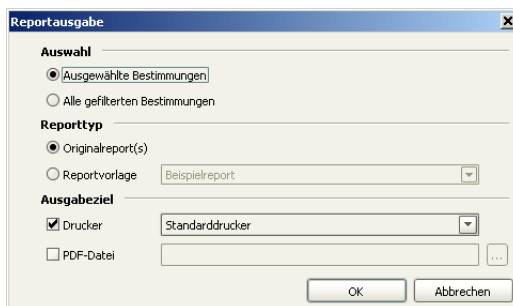 Reportausgabe
Auswahl
Ausgewählte Bestimmungen
Alle gefilterten Bestimmungen
Reporttyp
Originalreport(s)
Reportvorlage Beispielreport
Ausgabeziel
Drucker Standarddrucker
PDF-Datei ...
OK Abbrechen